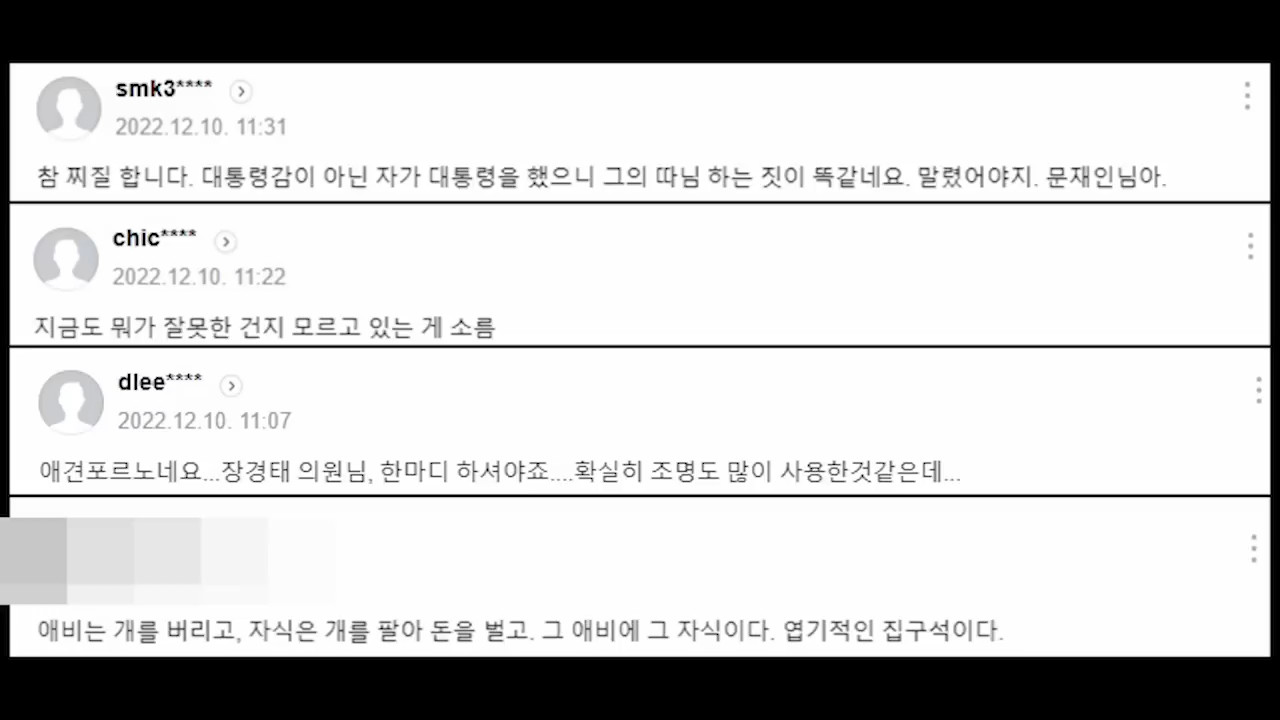 smk3****
2022.12.10. 11:31
참 찌질 합니다. 대통령감이 아닌 자가 대통령을 했으니 그의 따님 하는 짓이 똑같네요. 말렸어야지. 문재인님아.
chic****
2022.12.10. 11:22
지금도 뭐가 잘못한 건지 모르고 있는 게 소름
dlee****
2022.12.10. 11:07
애견포르노네요...장경태 의원님, 한마디 하셔야죠....확실히 조명도 많이 사용한것같은데...
애비는 개를 버리고, 자식은 개를 팔아 돈을 벌고. 그 애비에 그 자식이다. 엽기적인 집구석이다.